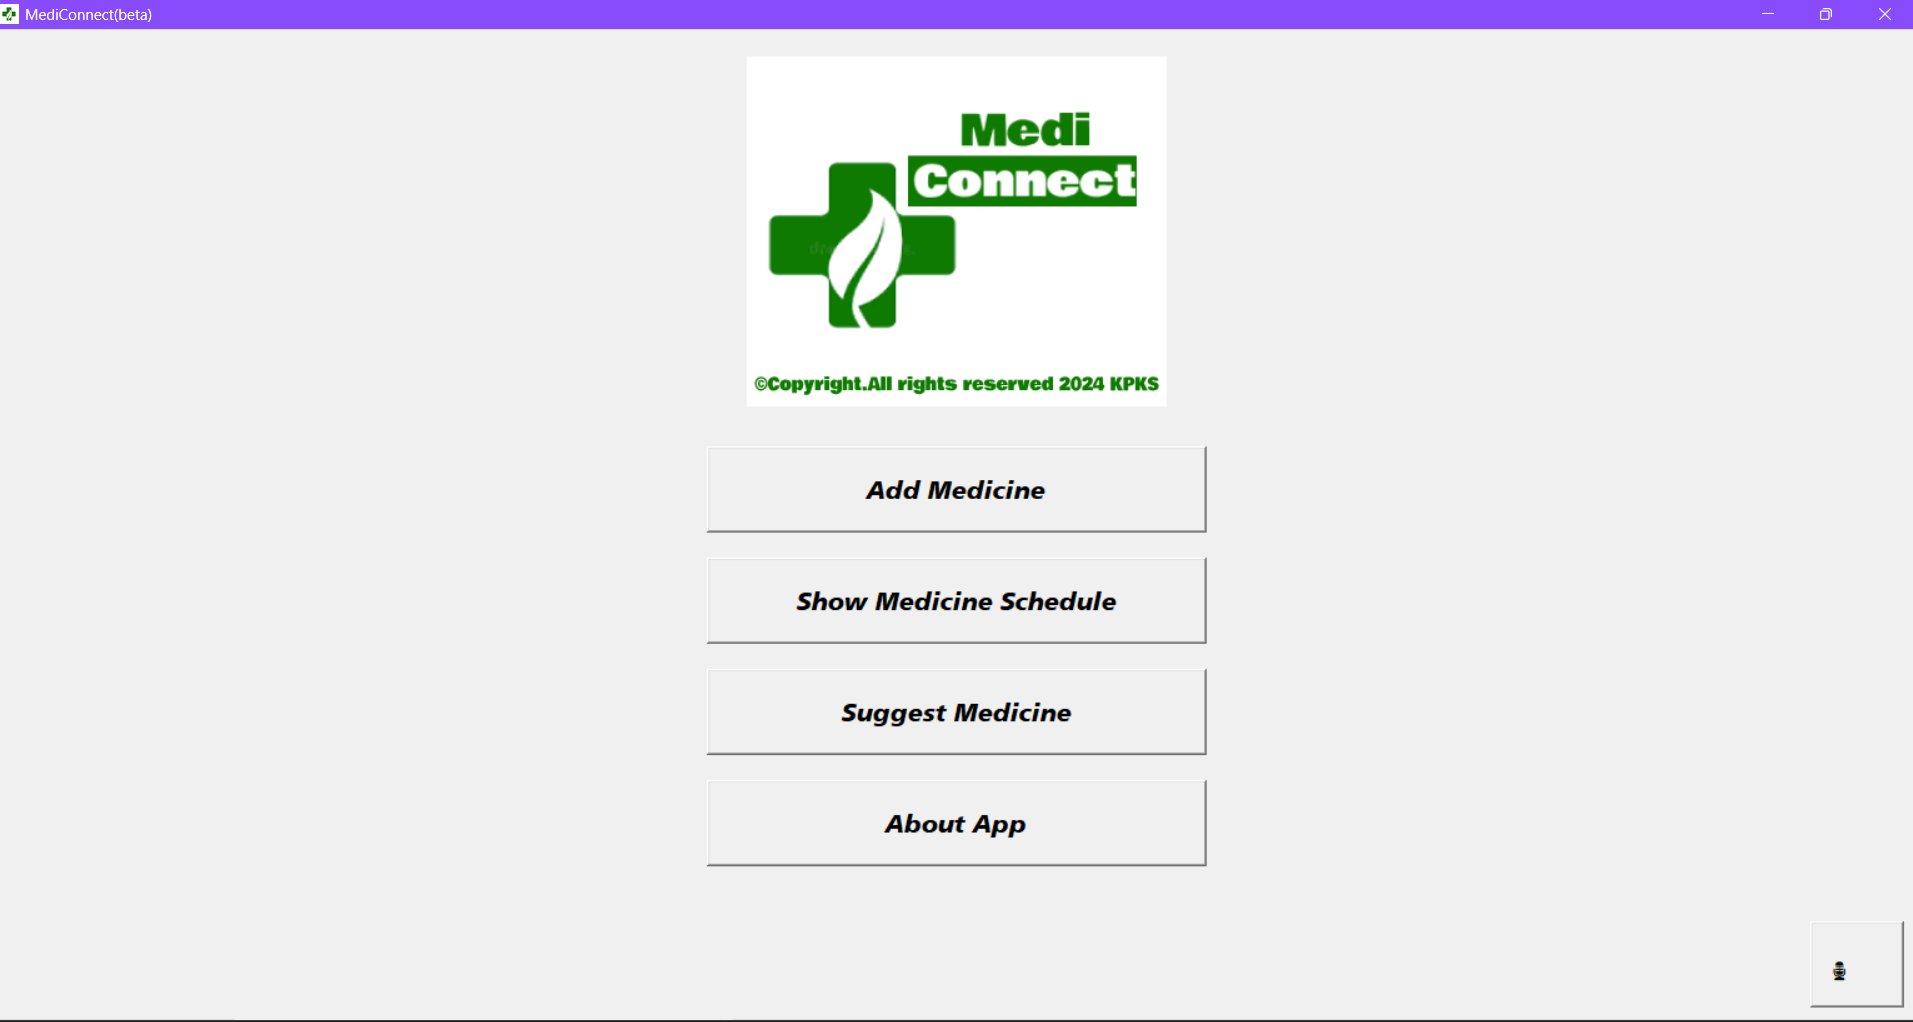 MediConnect(beta)
Medi
Connect
©Copyright.All rights reserved 2024 KPKS
Add Medicine
Show Medicine Schedule
Suggest Medicine
About App